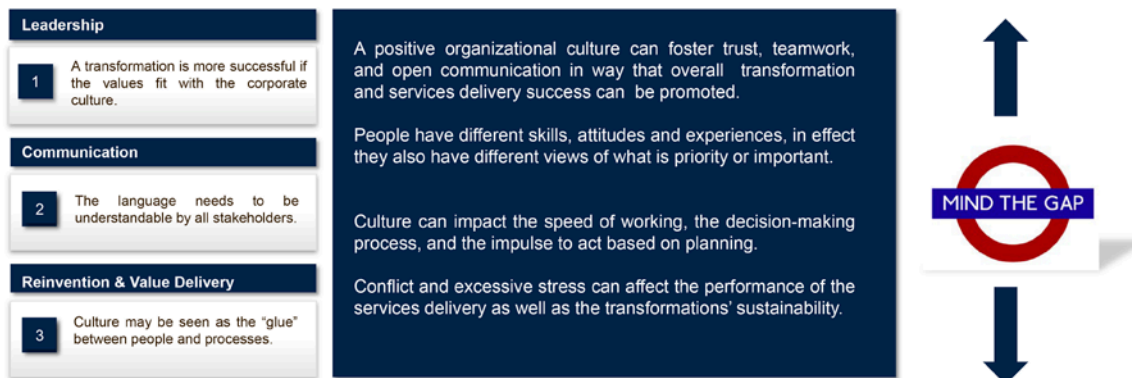 Leadership
1
A transformation is more successful if
the values fit with the corporate
culture.
Communication
2
The language needs to be
understandable by all stakeholders.
Reinvention & Value Delivery
3
Culture may be seen as the “glue”
between people and processes.
A positive organizational culture can foster trust, teamwork,
and open communication in way that overall transformation
and services delivery success can be promoted.
People have different skills, attitudes and experiences, in effect
they also have different views of what is priority or important.
Culture can impact the speed of working, the decision-making
process, and the impulse to act based on planning.
Conflict and excessive stress can affect the performance of the
services delivery as well as the transformations’ sustainability.
MIND THE GAP